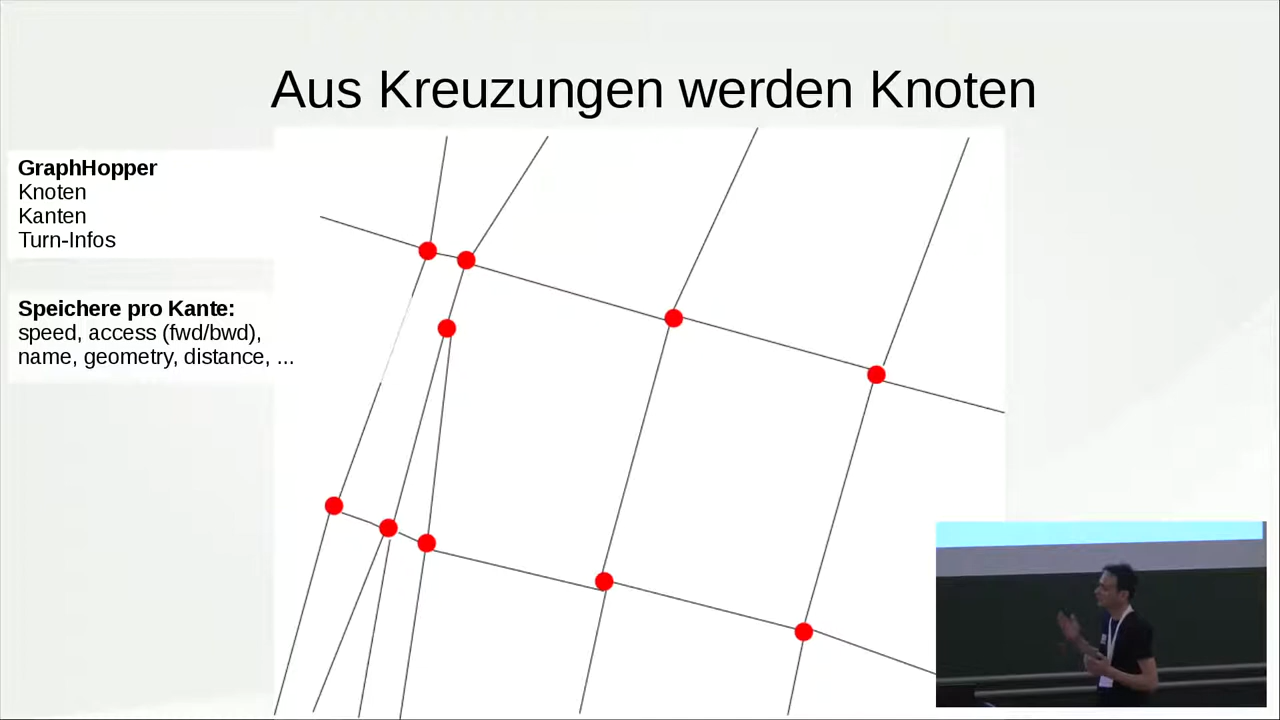 Aus Kreuzungen werden Knoten
GraphHopper
Knoten
Kanten
Turn-Infos
Speichere pro Kante:
speed, access (fwd/bwd),
name, geometry, distance, ...